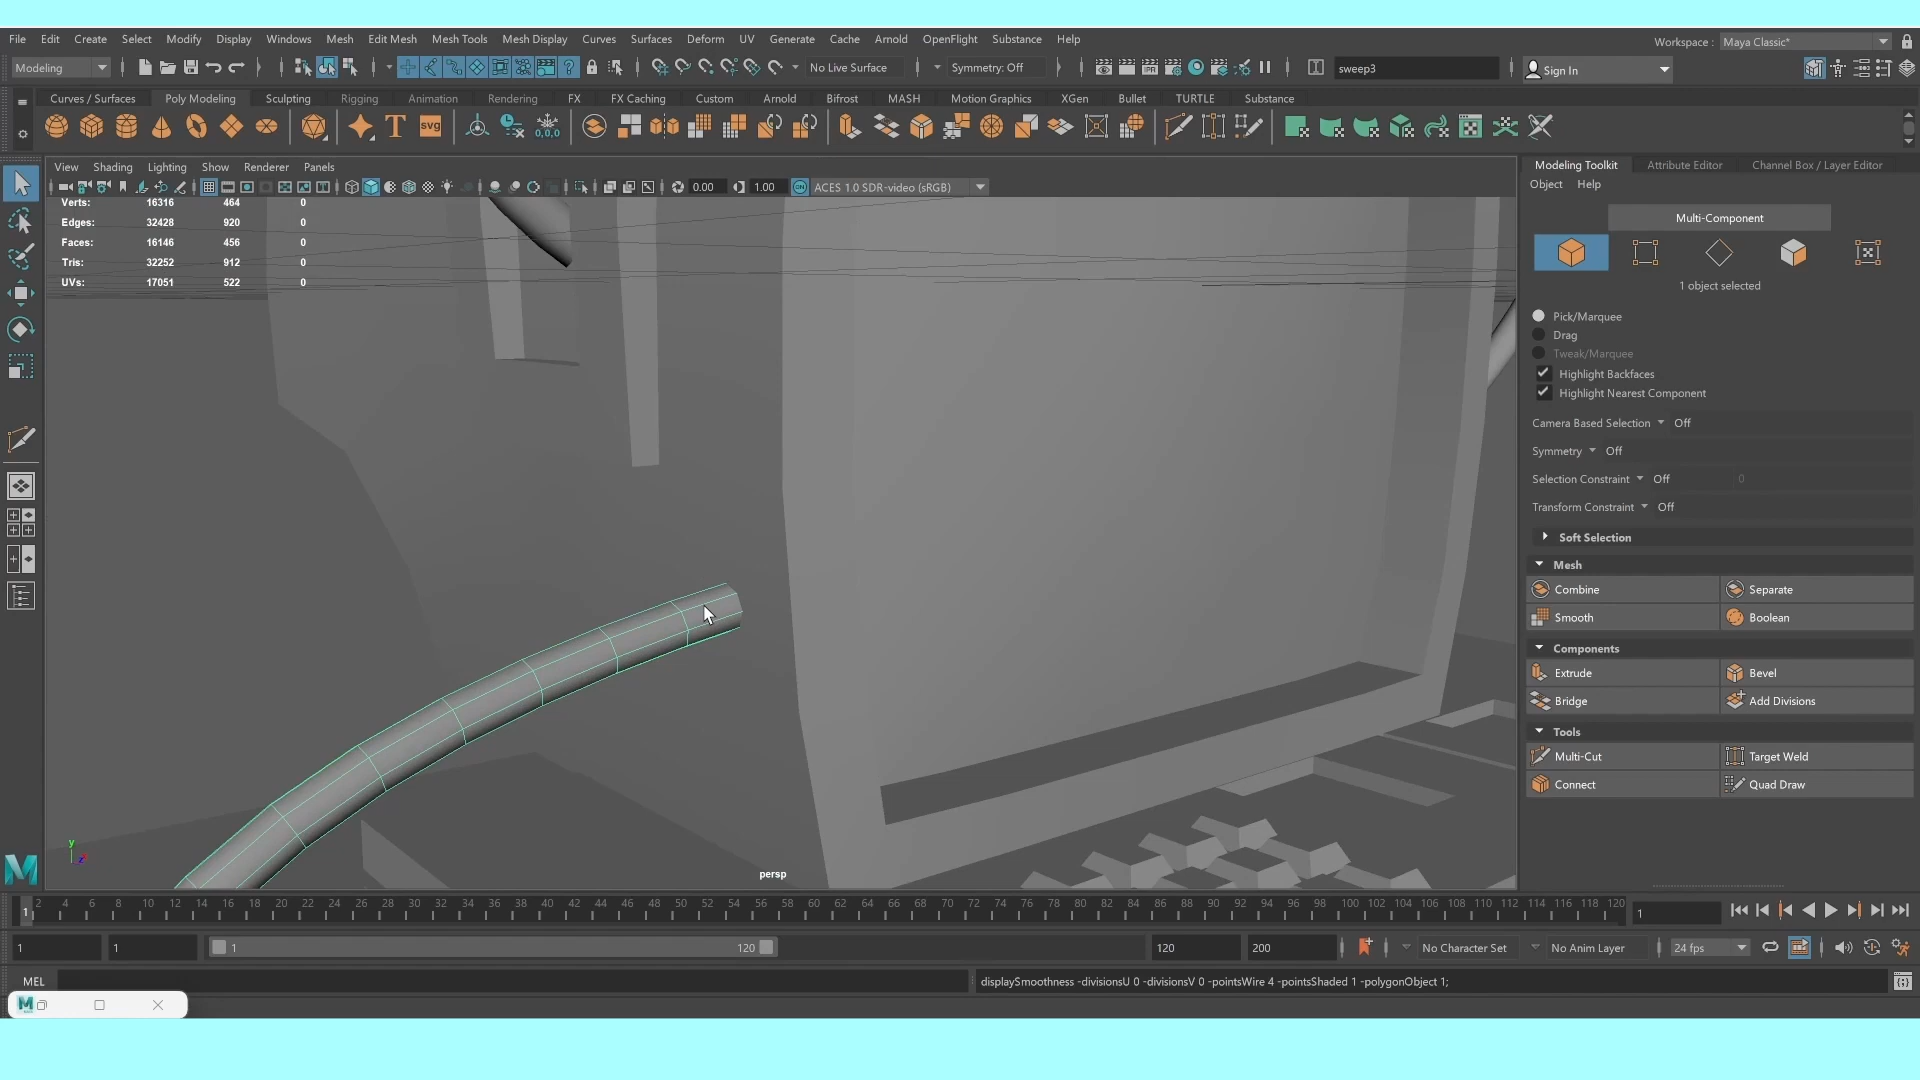 File Edit Create Select Modify Display Windows Mesh Edit Mesh Mesh Tools Mesh Display Curves Surfaces Deform UV Generate Cache Arnold OpenFlight Substance Help
Workspace : Maya Classic*
Modeling
No Live Surface
Symmetry: Off
sweep3
Sign In
Curves / Surfaces Poly Modeling Sculpting Rigging Animation Rendering FX FX Caching Custom Arnold Bifrost MASH Motion Graphics XGen Bullet TURTLE Substance
svg
0,0,0
IPR
View Shading Lighting Show Renderer Panels
0.00
1.00
ON
ACES 1.0 SDR-video (sRGB)
Verts: 16316 464 0
Edges: 32428 920 0
Faces: 16146 456 0
Tris: 32252 912 0
UVs: 17051 522 0
y
z
persp
Modeling Toolkit Attribute Editor Channel Box / Layer Editor
Object Help
Multi-Component
1 object selected
Pick/Marquee
Drag
Tweak/Marquee
Highlight Backfaces
Highlight Nearest Component
Camera Based Selection Off
Symmetry Off
Selection Constraint Off 0
Transform Constraint Off
Soft Selection
Mesh
Combine Separate
Smooth Boolean
Components
Extrude Bevel
Bridge Add Divisions
Tools
Multi-Cut Target Weld
Connect Quad Draw
1 2 4 6 8 10 12 14 16 18 20 22 24 26 28 30 32 34 36 38 40 42 44 46 48 50 52 54 56 58 60 62 64 66 68 70 72 74 76 78 80 82 84 86 88 90 92 94 96 98 100 102 104 106 108 110 112 114 116 118 120
1
1 1 1 120 120 200 No Character Set No Anim Layer 24 fps
MEL
displaySmoothness -divisionsU 0 -divisionsV 0 -pointsWire 4 -pointsShaded 1 -polygonObject 1;
M